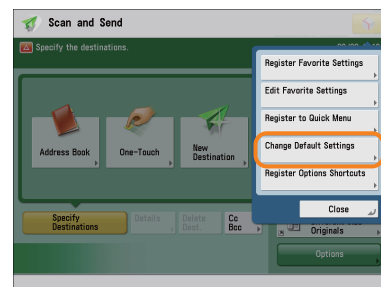 Scan and Send
Specify the destinations.
Register Favorite Settings
Edit Favorite Settings
Register to Quick Menu
Change Default Settings
Register Options Shortcuts
Close
Address Book
One-Touch
New
Destination
Specify
Destinations
Details
Delete
Dest.
Cc
Bcc
Originals
Options